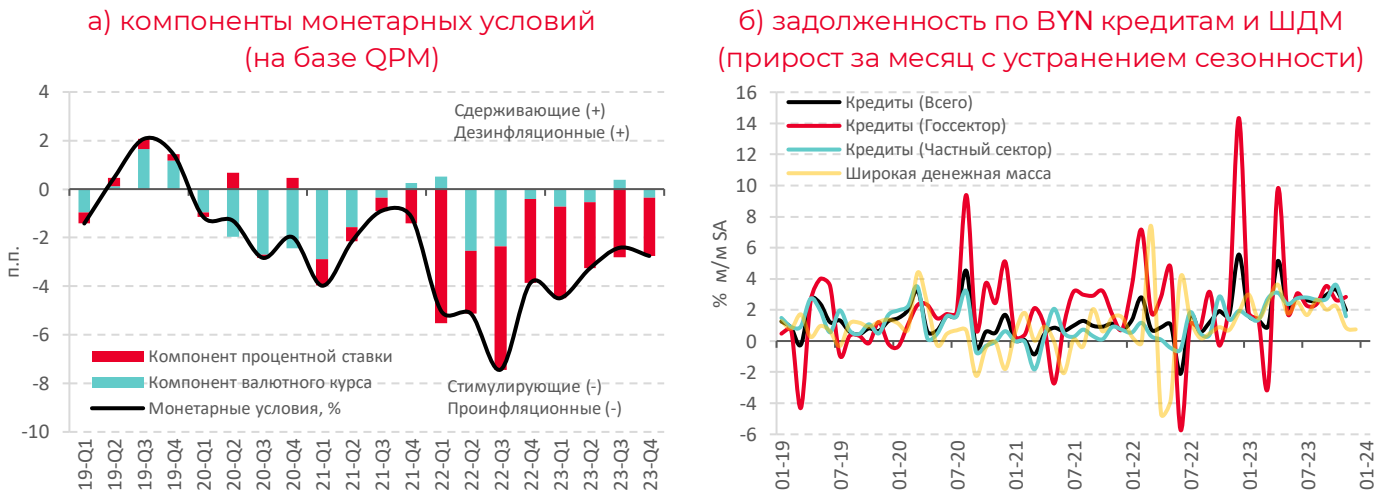 а) компоненты монетарных условий
(на базе QPM)
4
2
0
-2
-4
-6
-8
-10
п.п.
Сдерживающие (+)
Дезинфляционные (+)
Компонент процентной ставки
Компонент валютного курса
Монетарные условия, %
Стимулирующие (-)
Проинфляционные (-)
19-Q1
19-Q2
19-Q3
19-Q4
20-Q1
20-Q2
20-Q3
20-Q4
21-Q1
21-Q2
21-Q3
21-Q4
22-Q1
22-Q2
22-Q3
22-Q4
23-Q1
23-Q2
23-Q3
23-Q4
б) задолженность по BYN кредитам и ШДМ
(прирост за месяц с устранением сезонности)
16
14
12
10
8
6
4
2
0
-2
-4
-6
% м/м SA
Кредиты (Всего)
Кредиты (Госсектор)
Кредиты (Частный сектор)
Широкая денежная масса
01-19
07-19
01-20
07-20
01-21
07-21
01-22
07-22
01-23
07-23
01-24